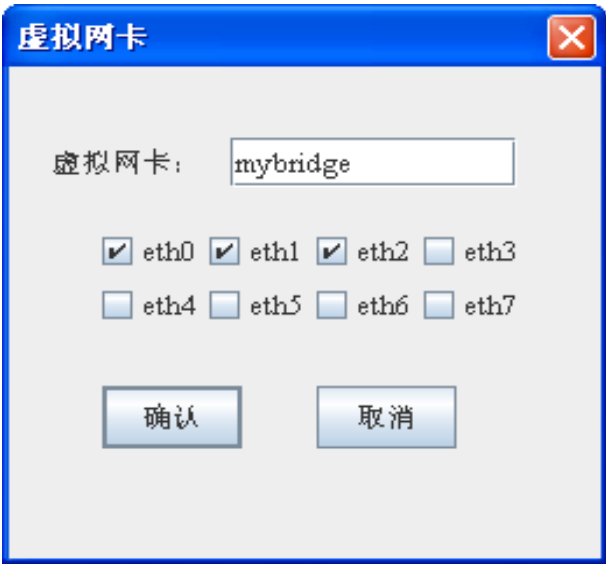 虚拟网卡
虚拟网卡： mybridge
eth0 eth1 eth2 eth3
eth4 eth5 eth6 eth7
确认 取消